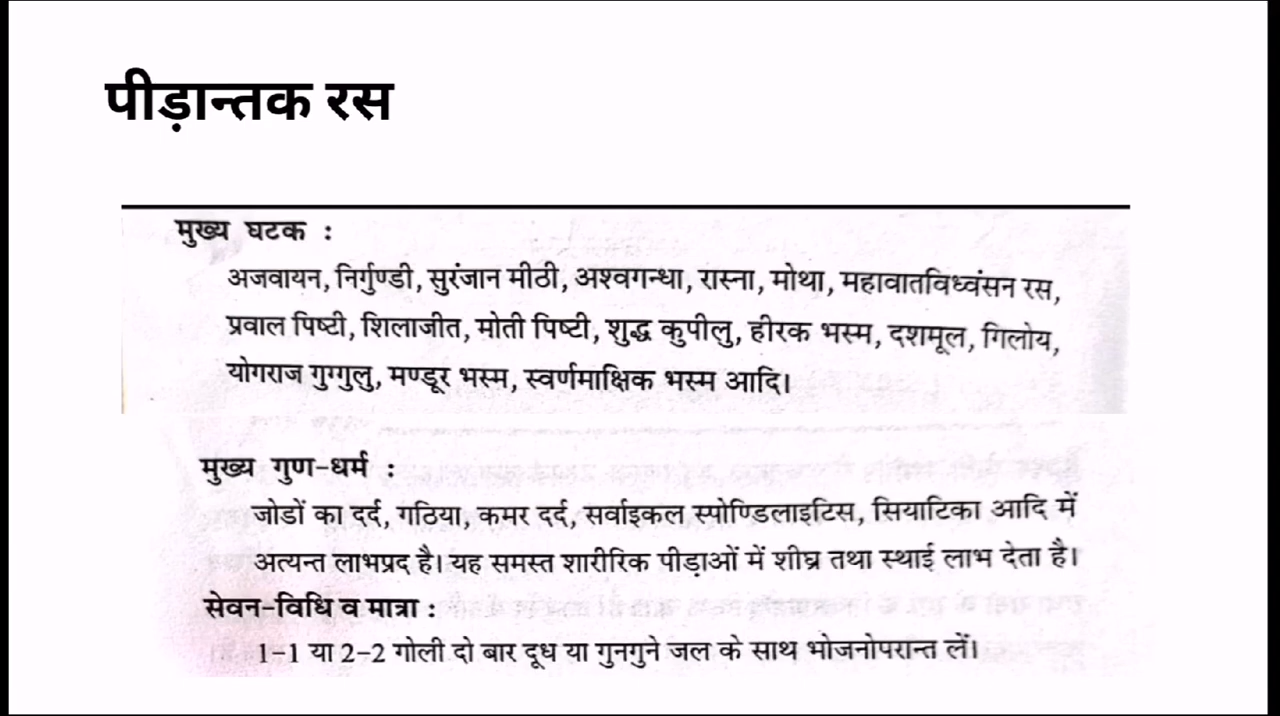 पीड़ान्तक रस
मुख्य घटक :
अजवायन, निर्गुण्डी, सुरंजान मीठी, अश्वगन्धा, रास्ना, मोथा, महावातविध्वंसन रस,
प्रवाल पिष्टी, शिलाजीत, मोती पिष्टी, शुद्ध कुपीलु, हीरक भस्म, दशमूल, गिलोय,
योगराज गुग्गुलु, मण्डूर भस्म, स्वर्णमाक्षिक भस्म आदि।
मुख्य गुण-धर्म :
जोडों का दर्द, गठिया, कमर दर्द, सर्वाइकल स्पोण्डिलाइटिस, सियाटिका आदि में
अत्यन्त लाभप्रद है। यह समस्त शारीरिक पीड़ाओं में शीघ्र तथा स्थाई लाभ देता है।
सेवन-विधि व मात्रा :
1-1 या 2-2 गोली दो बार दूध या गुनगुने जल के साथ भोजनोपरान्त लें।